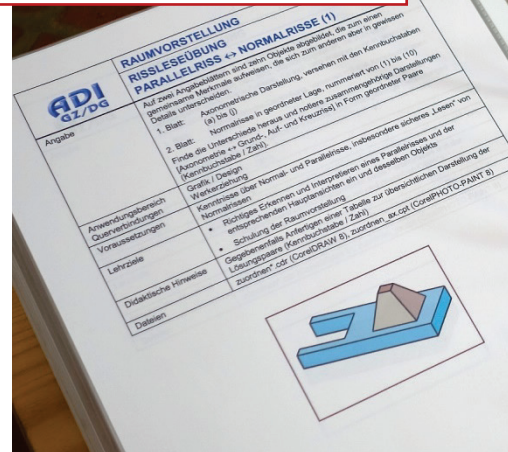 ADI
GZ/DG
RAUMVORSTELLUNG
RISSLESEÜBUNG
PARALLELRISS ↔ NORMALRISSE (1)
Angabe
Auf zwei Angabeblättern sind zehn Objekte abgebildet, die zum einen
gemeinsame Merkmale aufweisen, die sich zum anderen aber in gewissen
Details unterscheiden.
1. Blatt: Axonometrische Darstellung, versehen mit den Kennbuchstaben
(a) bis (j)
2. Blatt: Normalrisse in geordneter Lage, nummeriert von (1) bis (10)
Finde die Unterschiede heraus und notiere zusammengehörige Darstellungen
[Axonometrie ↔ Grund-, Auf- und Kreuzriss] in Form geordneter Paare
(Kennbuchstabe / Zahl).
Anwendungsbereich
Grafik / Design
Querverbindungen
Werkerziehung
Voraussetzungen
Kenntnisse über Normal- und Parallelrisse, insbesondere sicheres „Lesen" von
Normalrissen
Lehrziele
• Richtiges Erkennen und Interpretieren eines Parallelrisses und der
entsprechenden Hauptansichten ein und desselben Objekts
• Schulung der Raumvorstellung
Didaktische Hinweise
Gegebenenfalls Anfertigen einer Tabelle zur übersichtlichen Darstellung der
Lösungspaare (Kennbuchstabe / Zahl)
Dateien
zuordnen*.cdr (CorelDRAW 8), zuordnen_ax.cpt (CorelPHOTO-PAINT 8)